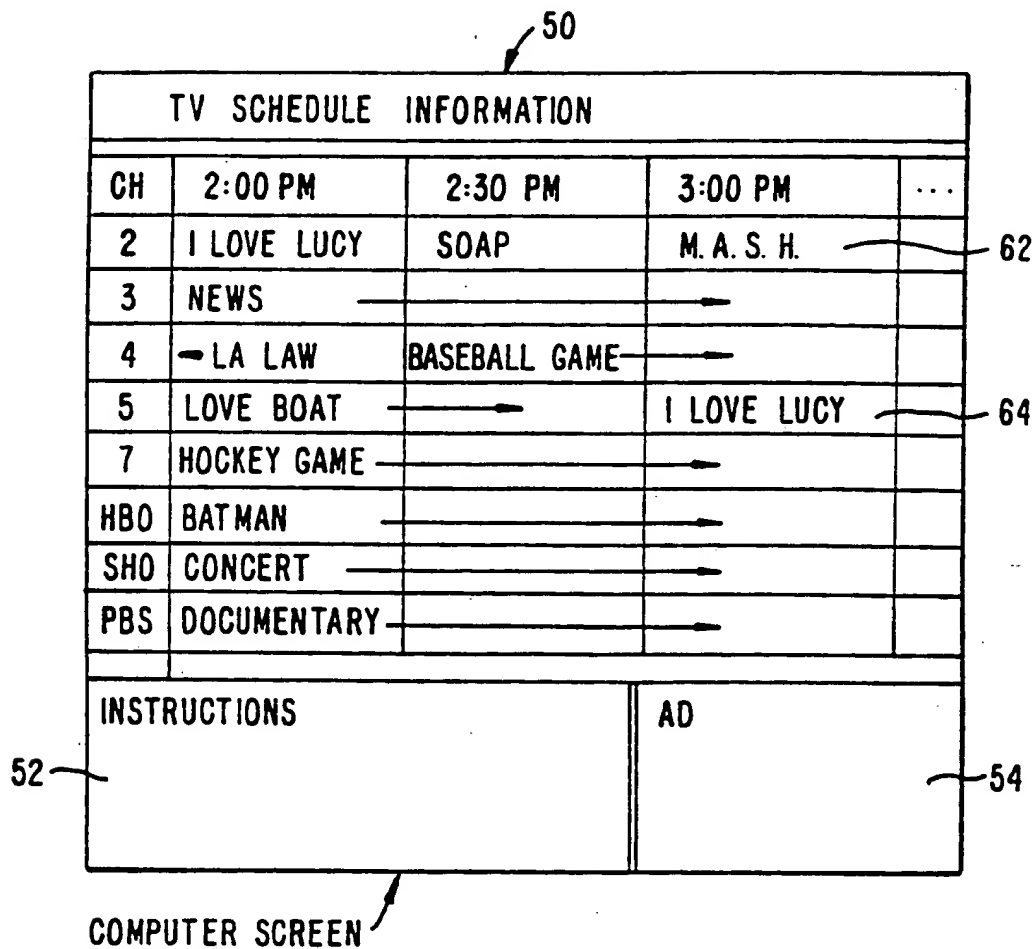 50
TV SCHEDULE INFORMATION
CH 2:00 PM 2:30 PM 3:00 PM ...
2 I LOVE LUCY SOAP M.A.S.H. 62
3 NEWS
4 LA LAW BASEBALL GAME
5 LOVE BOAT I LOVE LUCY 64
7 HOCKEY GAME
HBO BATMAN
SHO CONCERT
PBS DOCUMENTARY
INSTRUCTIONS AD
52 54
COMPUTER SCREEN